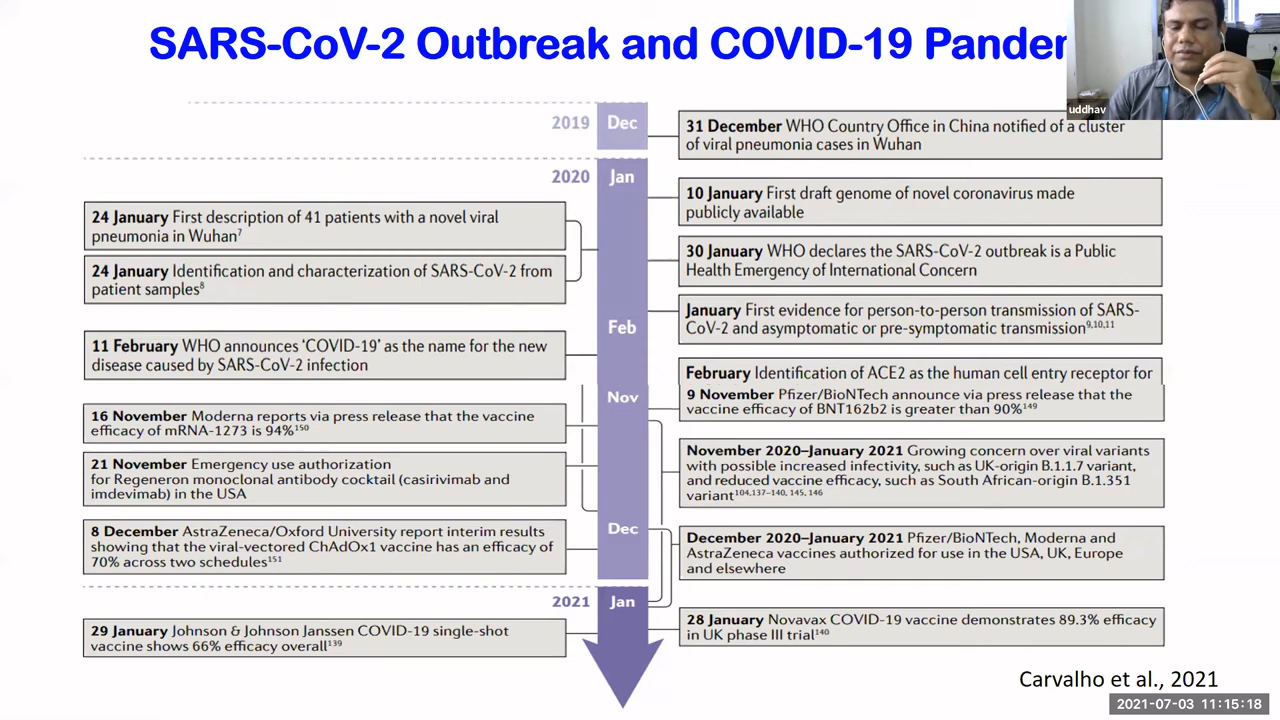 SARS-CoV-2 Outbreak and COVID-19
uddhav
2019
Dec
31 December WHO Country Office in China notified of a cluster
of viral pneumonia cases in Wuhan
2020
Jan
10 January First draft genome of novel coronavirus made
publicly available
24 January First description of 41 patients with a novel viral
pneumonia in Wuhan7
24 January Identification and characterization of SARS-CoV-2 from
patient samples8
30 January WHO declares the SARS-CoV-2 outbreak is a Public
Health Emergency of International Concern
January First evidence for person-to-person transmission of SARS-
CoV-2 and asymptomatic or pre-symptomatic transmission9,10,11
Feb
11 February WHO announces ‘COVID-19’ as the name for the new
disease caused by SARS-CoV-2 infection
February Identification of ACE2 as the human cell entry receptor for
Nov
9 November Pfizer/BioNTech announce via press release that the
vaccine efficacy of BNT162b2 is greater than 90%149
16 November Moderna reports via press release that the vaccine
efficacy of mRNA-1273 is 94%150
21 November Emergency use authorization
for Regeneron monoclonal antibody cocktail (casirivimab and
imdevimab) in the USA
November 2020–January 2021 Growing concern over viral variants
with possible increased infectivity, such as UK-origin B.1.1.7 variant,
and reduced vaccine efficacy, such as South African-origin B.1.351
variant104,137–140, 145, 146
Dec
8 December AstraZeneca/Oxford University report interim results
showing that the viral-vectored ChAdOx1 vaccine has an efficacy of
70% across two schedules151
December 2020–January 2021 Pfizer/BioNTech, Moderna and
AstraZeneca vaccines authorized for use in the USA, UK, Europe
and elsewhere
2021
Jan
29 January Johnson & Johnson Janssen COVID-19 single-shot
vaccine shows 66% efficacy overall139
28 January Novavax COVID-19 vaccine demonstrates 89.3% efficacy
in UK phase III trial140
Carvalho et al., 2021
2021-07-03 11:15:18